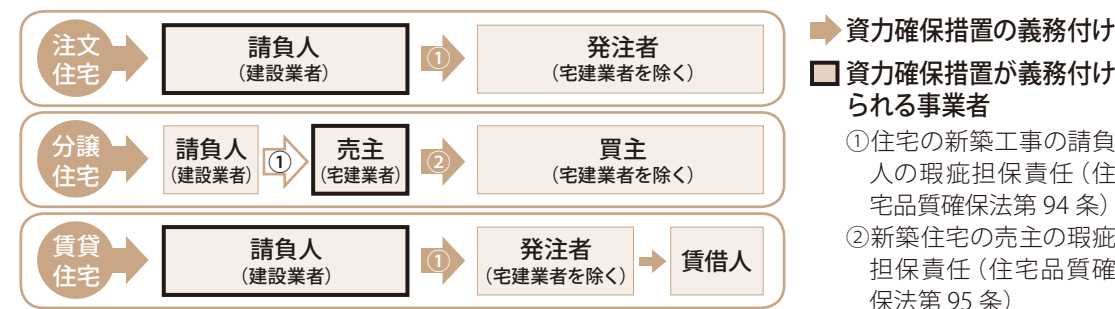 注文
住宅
請負人
（建設業者）
①
発注者
（宅建業者を除く）
分譲
住宅
請負人
（建設業者）
①
売主
（宅建業者）
②
買主
（宅建業者を除く）
賃貸
住宅
請負人
（建設業者）
①
発注者
（宅建業者を除く）
賃借人
資力確保措置の義務付け
資力確保措置が義務付け
られる事業者
①住宅の新築工事の請負
人の瑕疵担保責任（住
宅品質確保法第 94 条）
②新築住宅の売主の瑕疵
担保責任（住宅品質確
保法第 95 条）